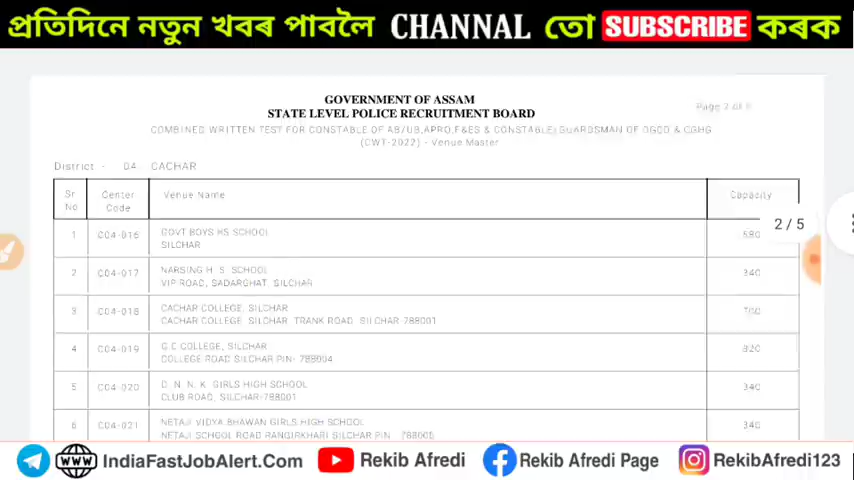 প্ৰতিদিনে নতুন খবৰ পাবলৈ CHANNAL তো SUBSCRIBE কৰক
GOVERNMENT OF ASSAM
STATE LEVEL POLICE RECRUITMENT BOARD
Page 2 of
COMBINED WRITTEN TEST FOR CONSTABLE OF AB/UB,APRO,F&ES & CONSTABLE/GUARDSMAN OF DGCD & CGHG
(CWT-2022) - Venue Master
District - 04 CACHAR
Sr No Center Code Venue Name Capacity
2 / 5
1 C04-016 GOVT BOYS HS SCHOOL 580
SILCHAR
2 C04-017 NARSING H. S. SCHOOL 340
VIP ROAD, SADARGHAT, SILCHAR
3 C04-018 CACHAR COLLEGE, SILCHAR 700
CACHAR COLLEGE, SILCHAR, TRANK ROAD, SILCHAR-788001
4 C04-019 G.C COLLEGE, SILCHAR 820
COLLEGE ROAD SILCHAR PIN- 788004
5 C04-020 D. N. N. K. GIRLS HIGH SCHOOL 340
CLUB ROAD, SILCHAR-788001
6 C04-021 NETAJI VIDYA BHAWAN GIRLS HIGH SCHOOL 340
NETAJI SCHOOL ROAD RANGIRKHARI SILCHAR PIN 788005
IndiaFastJobAlert.Com Rekib Afredi Rekib Afredi Page RekibAfredi123